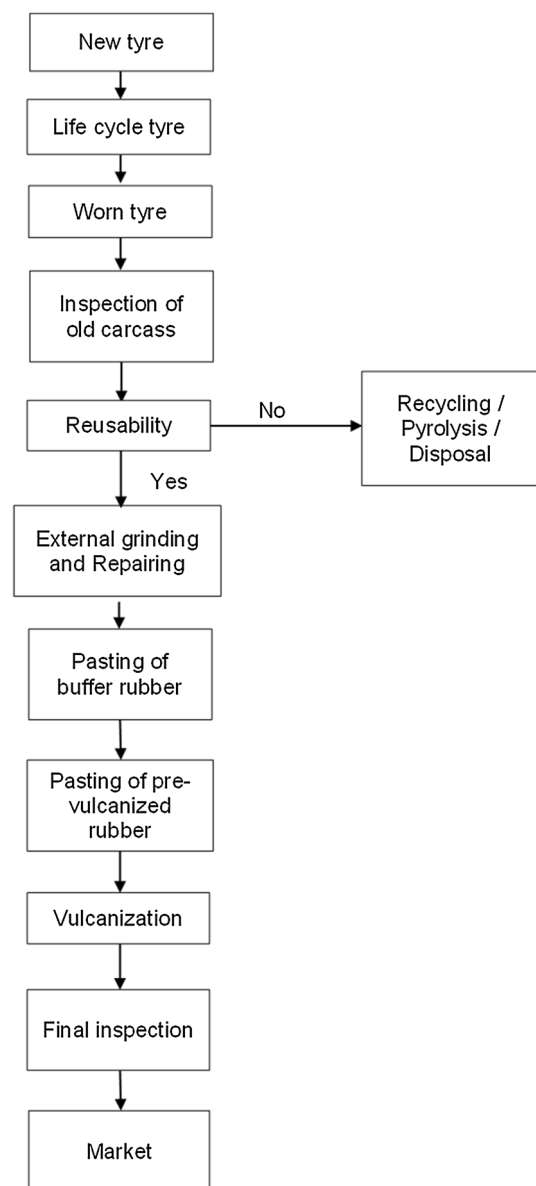 New tyre
Life cycle tyre
Worn tyre
Inspection of
old carcass
Reusability
No
Recycling /
Pyrolysis /
Disposal
Yes
External grinding
and Repairing
Pasting of
buffer rubber
Pasting of pre-
vulcanized
rubber
Vulcanization
Final inspection
Market